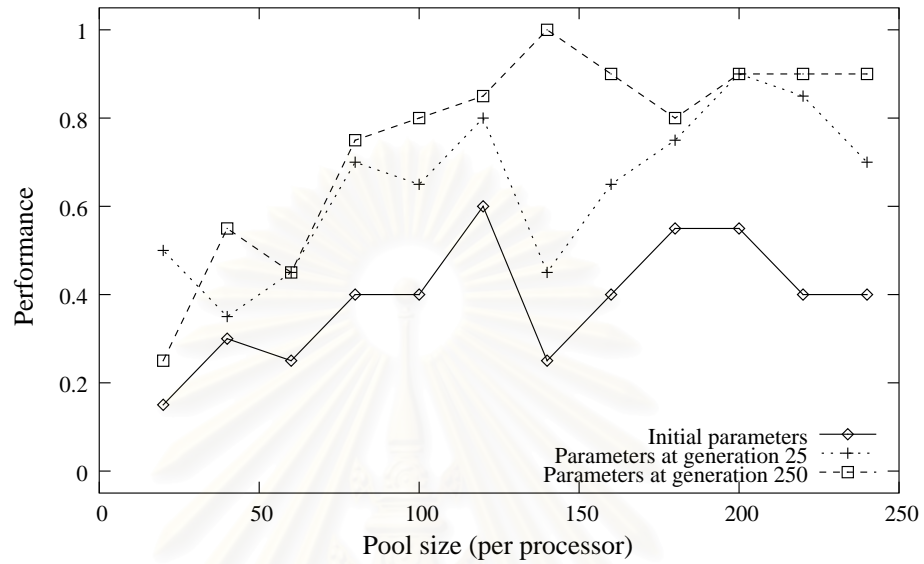 1
0.8
0.6
0.4
0.2
0
Performance
Initial parameters
Parameters at generation 25
Parameters at generation 250
0 50 100 150 200 250
Pool size (per processor)